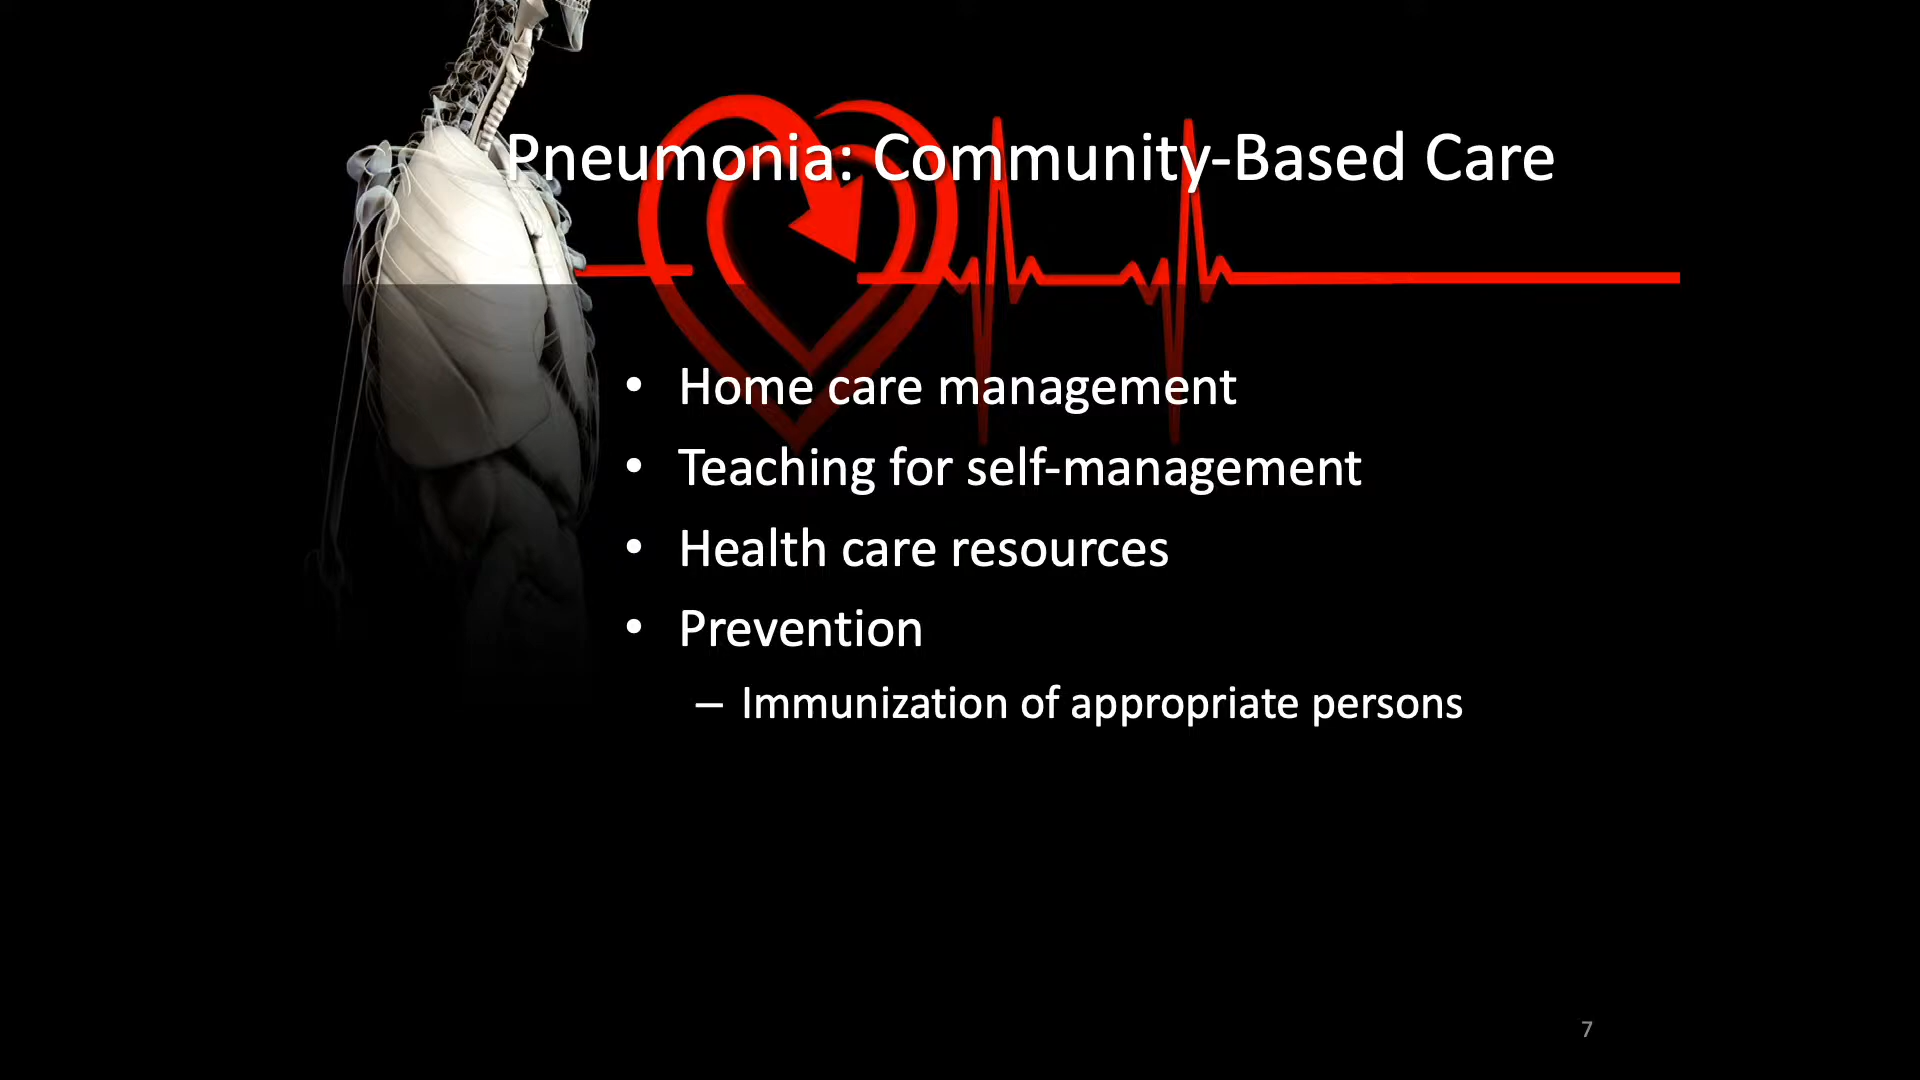 Pneumonia: Community-Based Care
• Home care management
• Teaching for self-management
• Health care resources
• Prevention
– Immunization of appropriate persons
7